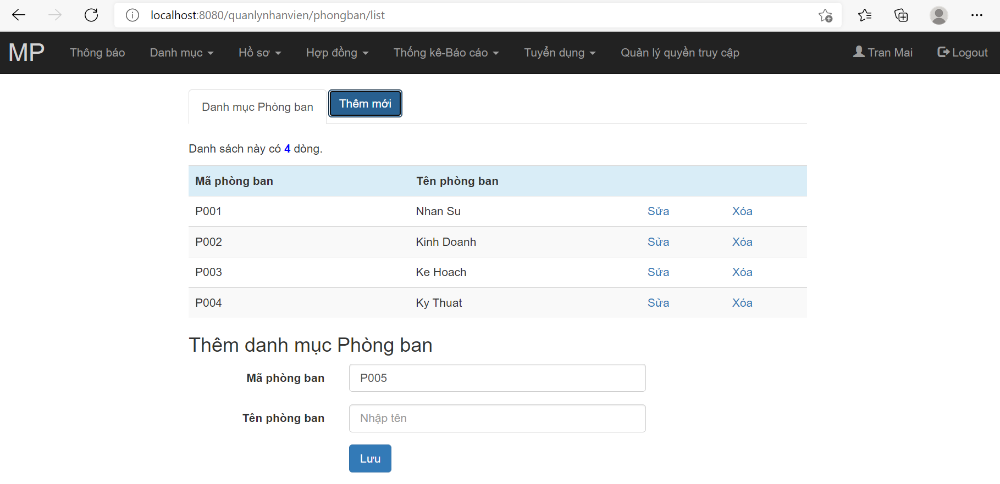 localhost:8080/quanlynhanvien/phongban/list
MP Thông báo Danh mục Hồ sơ Hợp đồng Thống kê-Báo cáo Tuyển dụng Quản lý quyền truy cập Tran Mai Logout
Danh mục Phòng ban Thêm mới
Danh sách này có 4 dòng.
Mã phòng ban Tên phòng ban
P001 Nhan Su Sửa Xóa
P002 Kinh Doanh Sửa Xóa
P003 Ke Hoach Sửa Xóa
P004 Ky Thuat Sửa Xóa
Thêm danh mục Phòng ban
Mã phòng ban P005
Tên phòng ban Nhập tên
Lưu